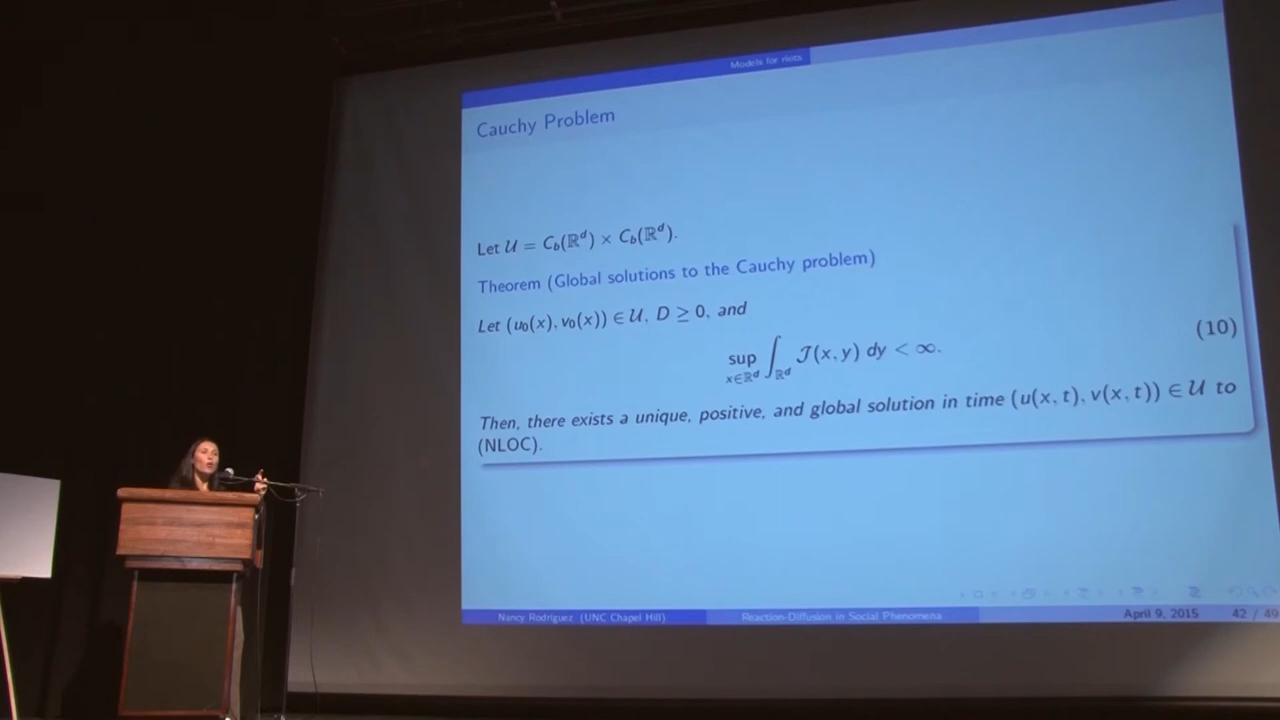 Models for riots
Cauchy Problem
Let 𝒰 = C_b(ℝ^d) × C_b(ℝ^d).
Theorem (Global solutions to the Cauchy problem)
Let (u₀(x), v₀(x)) ∈ 𝒰, D ≥ 0, and
sup_{x∈ℝ^d} ∫_{ℝ^d} 𝒥(x, y) dy < ∞. (10)
Then, there exists a unique, positive, and global solution in time (u(x, t), v(x, t)) ∈ 𝒰 to
(NLOC).
Nancy Rodriguez (UNC Chapel Hill) Reaction-Diffusion in Social Phenomena April 9, 2015 42 / 49